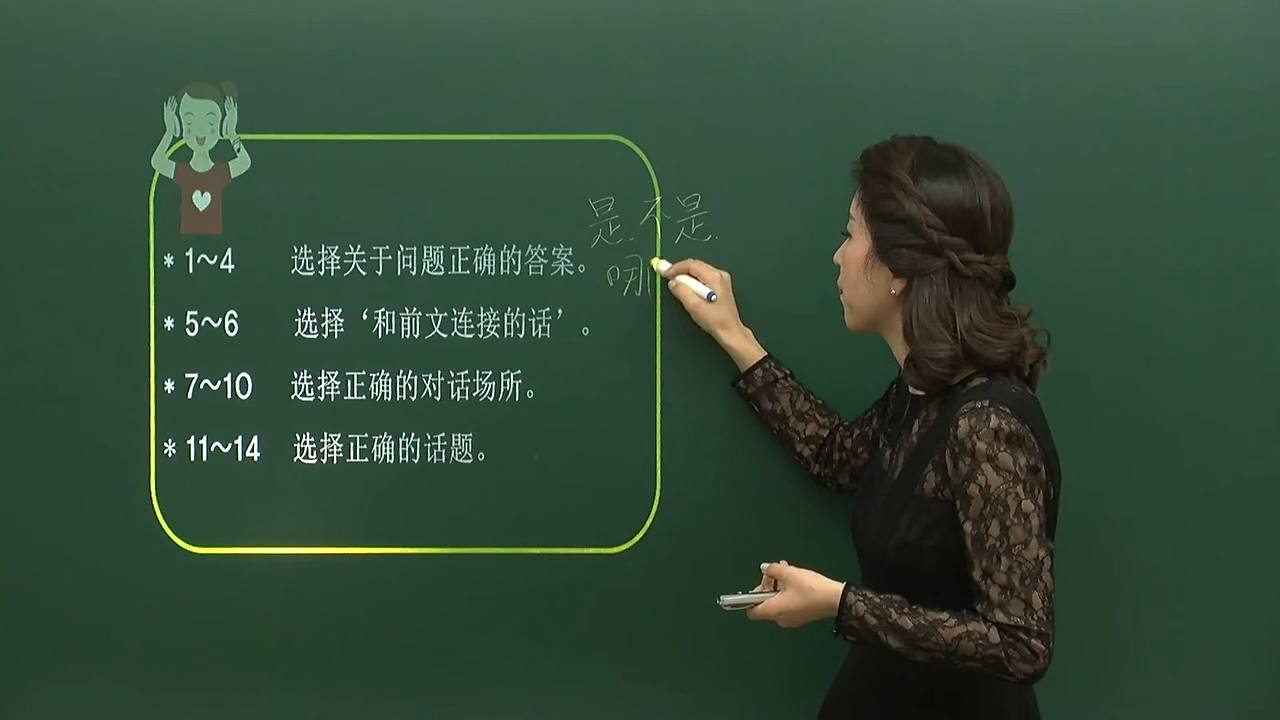 是不是
* 1~4 选择关于问题正确的答案。
哪
* 5~6 选择‘和前文连接的话’。
* 7~10 选择正确的对话场所。
* 11~14 选择正确的话题。